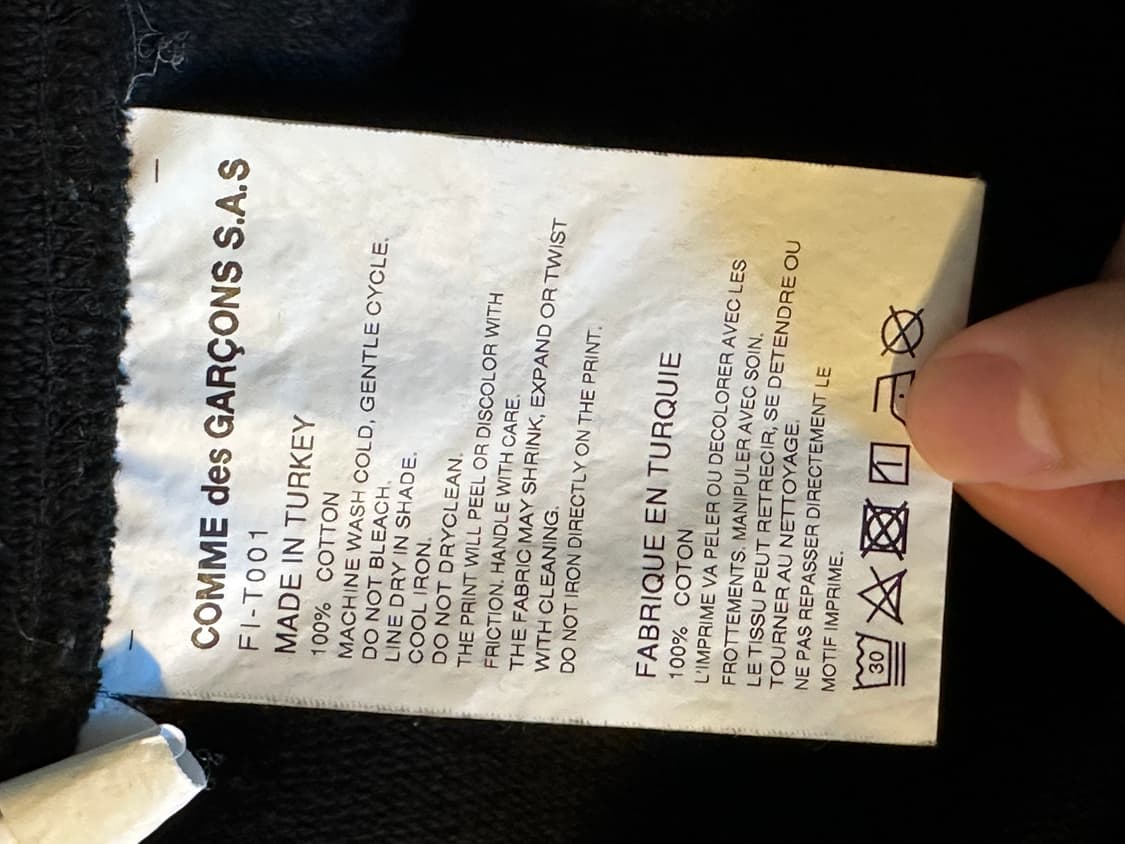 COMME des GARÇONS S.A.S
FI-T001
MADE IN TURKEY
100% COTTON
MACHINE WASH COLD, GENTLE CYCLE.
DO NOT BLEACH.
LINE DRY IN SHADE.
COOL IRON.
DO NOT DRYCLEAN.
THE PRINT WILL PEEL OR DISCOLOR WITH
FRICTION. HANDLE WITH CARE.
THE FABRIC MAY SHRINK, EXPAND OR TWIST
WITH CLEANING.
DO NOT IRON DIRECTLY ON THE PRINT.
FABRIQUE EN TURQUIE
100% COTON
L'IMPRIME VA PELER OU DECOLORER AVEC LES
FROTTEMENTS. MANIPULER AVEC SOIN.
LE TISSU PEUT RETRECIR, SE DETENDRE OU
TOURNER AU NETTOYAGE.
NE PAS REPASSER DIRECTEMENT LE
MOTIF IMPRIME.
30